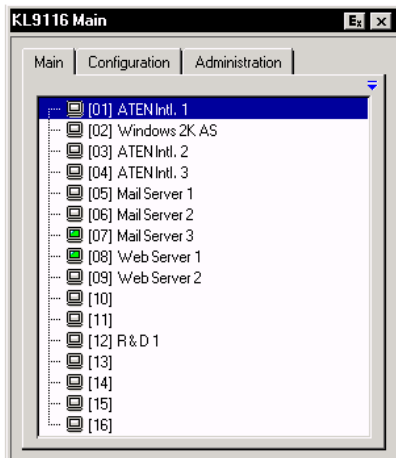 KL9116 Main Ex
Main Configuration Administration
[01] ATEN Intl. 1
[02] Windows 2K AS
[03] ATEN Intl. 2
[04] ATEN Intl. 3
[05] Mail Server 1
[06] Mail Server 2
[07] Mail Server 3
[08] Web Server 1
[09] Web Server 2
[10]
[11]
[12] R & D 1
[13]
[14]
[15]
[16]